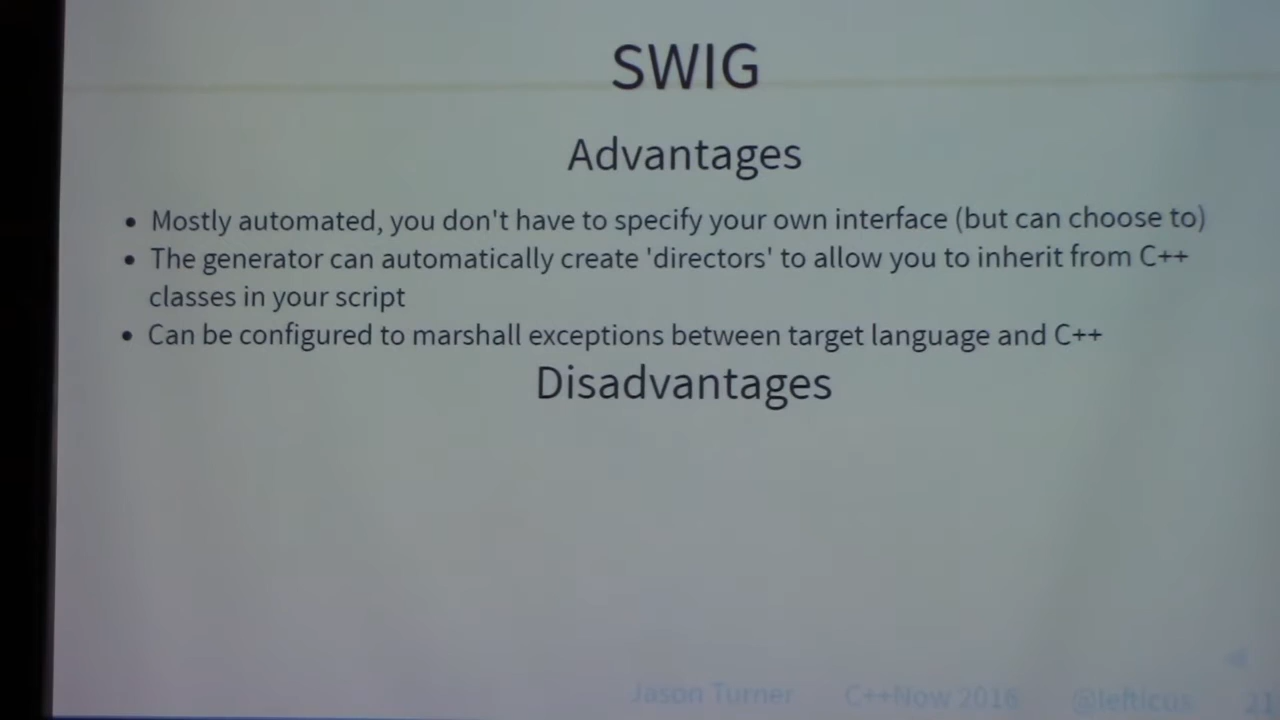 SWIG
Advantages
• Mostly automated, you don't have to specify your own interface (but can choose to)
• The generator can automatically create 'directors' to allow you to inherit from C++
classes in your script
• Can be configured to marshall exceptions between target language and C++
Disadvantages
Jason Turner C++Now 2016 @lefticus 21